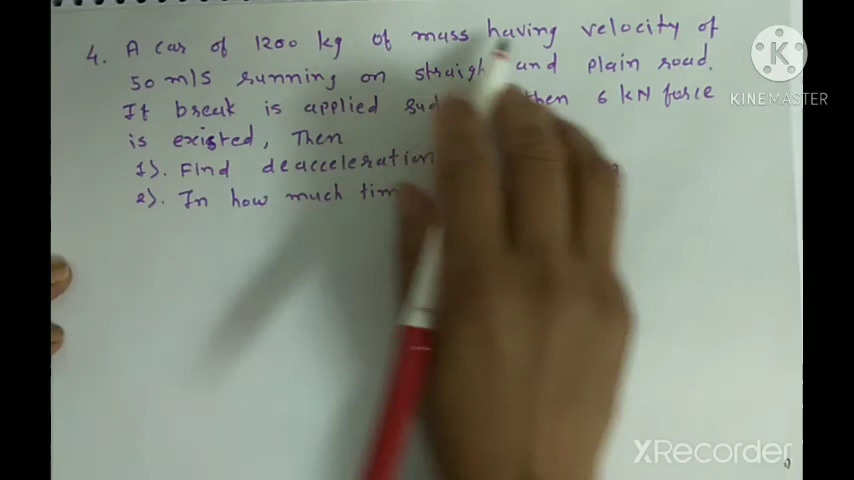 4. A car of 1200 kg of mass having velocity of
50 m/s running on straigh and plain road.
If break is applied then 6 kN force
is existed, Then
1). Find deacceleration
2). In how much tim
KINEMASTER
XRecorder